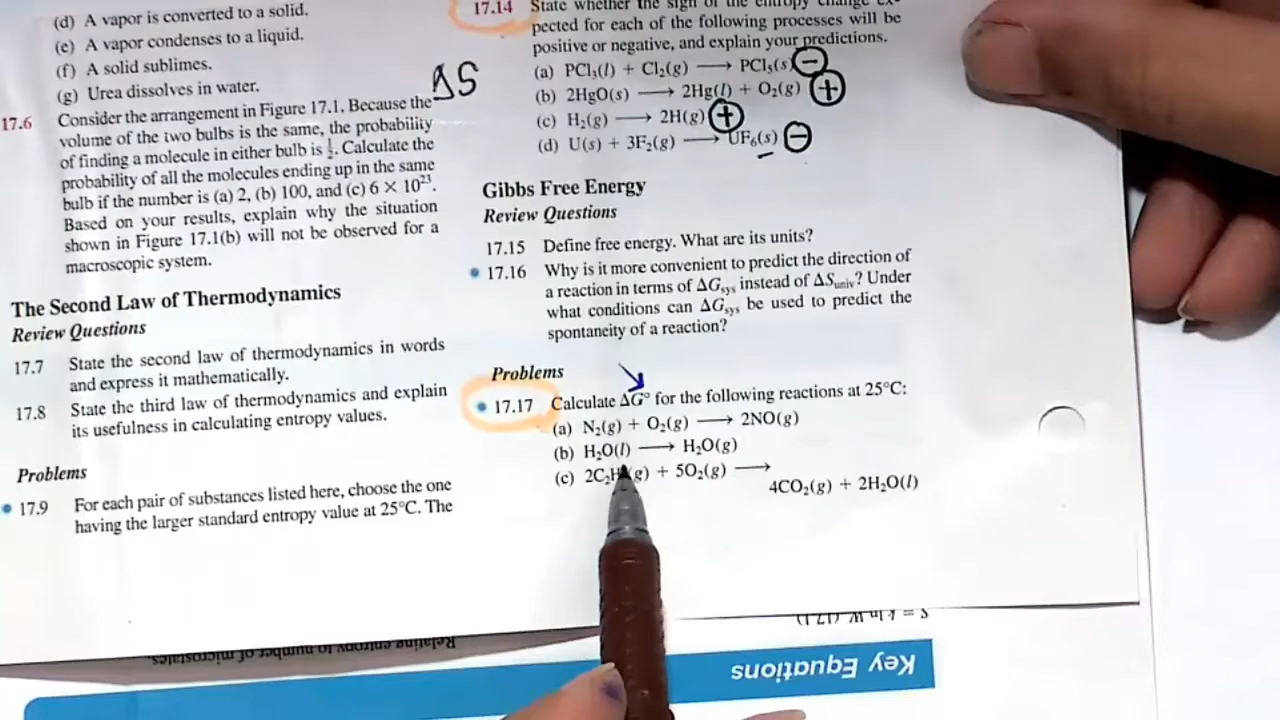 (d) A vapor is converted to a solid.
(e) A vapor condenses to a liquid.
(f) A solid sublimes.
(g) Urea dissolves in water.
ΔS
17.6 Consider the arrangement in Figure 17.1. Because the
volume of the two bulbs is the same, the probability
of finding a molecule in either bulb is ½. Calculate the
probability of all the molecules ending up in the same
bulb if the number is (a) 2, (b) 100, and (c) 6 × 10²³.
Based on your results, explain why the situation
shown in Figure 17.1(b) will not be observed for a
macroscopic system.
The Second Law of Thermodynamics
Review Questions
17.7 State the second law of thermodynamics in words
and express it mathematically.
17.8 State the third law of thermodynamics and explain
its usefulness in calculating entropy values.
Problems
• 17.9 For each pair of substances listed here, choose the one
having the larger standard entropy value at 25°C. The
17.14 State whether the sign of the entropy change ex-
pected for each of the following processes will be
positive or negative, and explain your predictions.
(a) PCl₃(l) + Cl₂(g) ⟶ PCl₅(s) ⊖
(b) 2HgO(s) ⟶ 2Hg(l) + O₂(g) ⊕
(c) H₂(g) ⟶ 2H(g) ⊕
(d) U(s) + 3F₂(g) ⟶ UF₆(s) ⊖
Gibbs Free Energy
Review Questions
17.15 Define free energy. What are its units?
• 17.16 Why is it more convenient to predict the direction of
a reaction in terms of ΔG_sys instead of ΔS_univ? Under
what conditions can ΔG_sys be used to predict the
spontaneity of a reaction?
Problems
• 17.17 Calculate ΔG° for the following reactions at 25°C:
(a) N₂(g) + O₂(g) ⟶ 2NO(g)
(b) H₂O(l) ⟶ H₂O(g)
(c) 2C₂H (g) + 5O₂(g) ⟶
4CO₂(g) + 2H₂O(l)
S = k ln W (17.1)
Relating entropy to number of microstates.
Key Equations